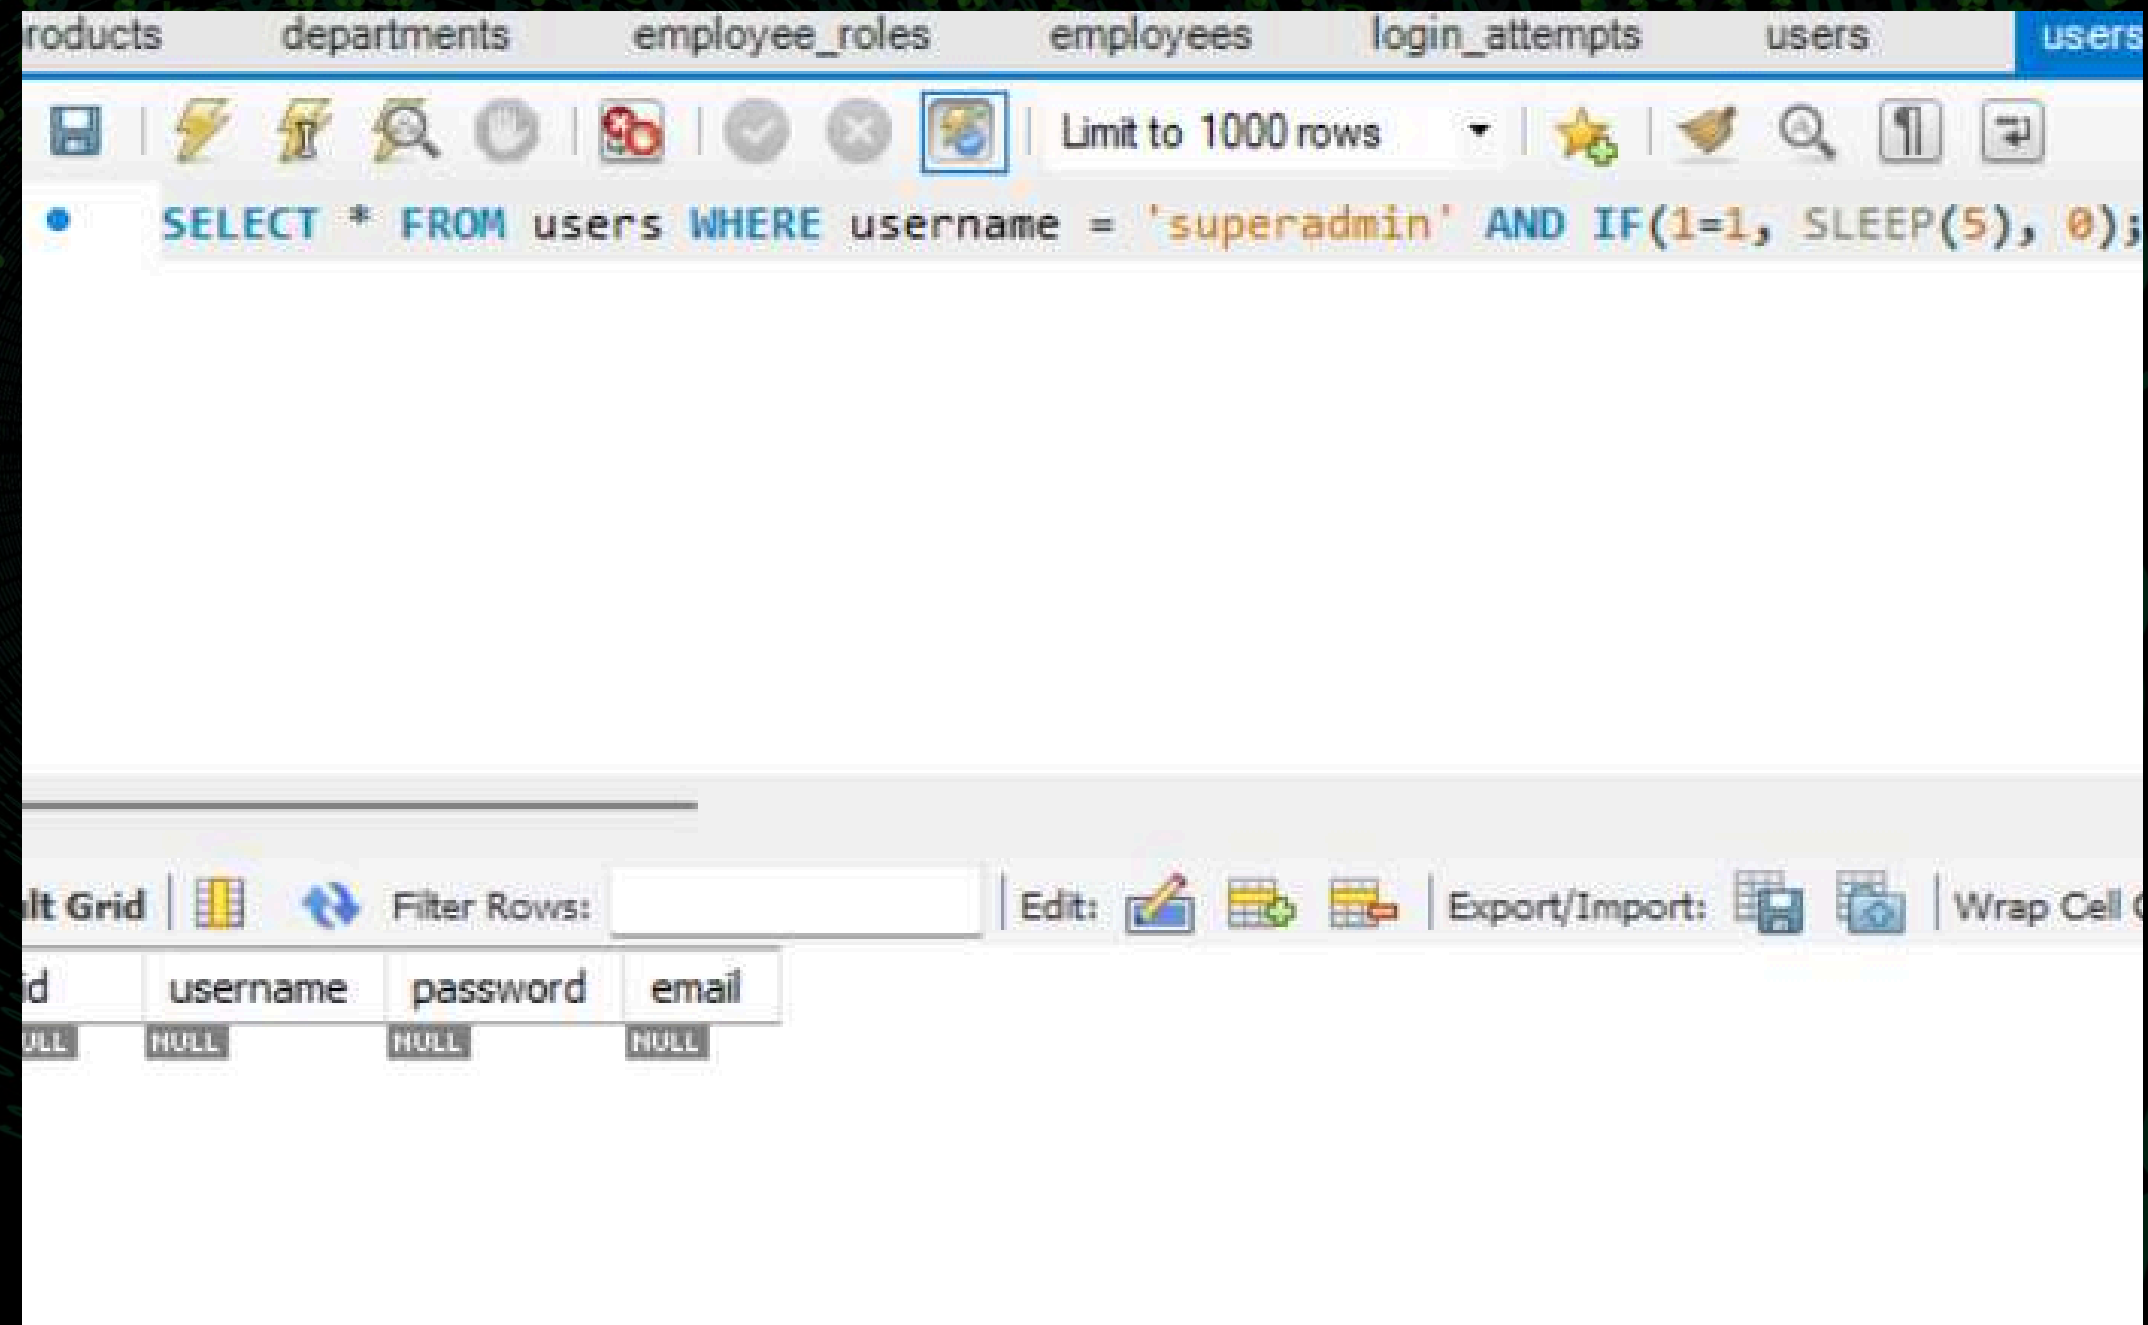 roducts departments employee_roles employees login_attempts users users
Limit to 1000 rows
SELECT * FROM users WHERE username = 'superadmin' AND IF(1=1, SLEEP(5), 0);
ult Grid Filter Rows: Edit: Export/Import: Wrap Cell C
id username password email
ULL NULL NULL NULL